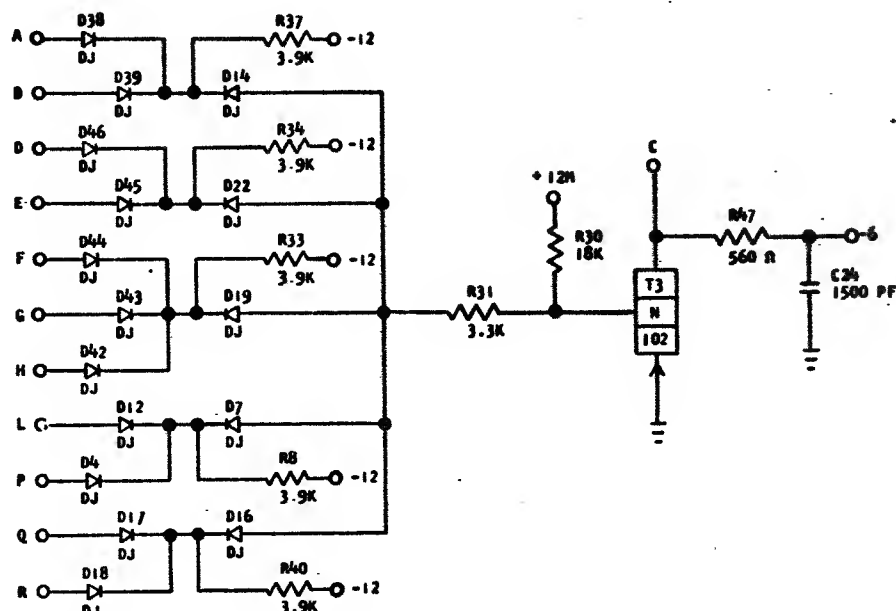 D38
R37
A
-12
DJ
3.9K
D39
D14
B
DJ
DJ
D46
R34
D
-12
DJ
3.9K
D45
D22
E
DJ
DJ
D44
R33
F
-12
DJ
3.9K
D43
D19
G
DJ
DJ
D42
H
DJ
D12
D7
L
DJ
DJ
D4
R8
P
-12
DJ
3.9K
D17
D16
Q
DJ
DJ
D18
R40
R
-12
DJ
3.9K
R31
3.3K
+12M
R30
18K
C
T3
N
102
R47
560 Ω
-6
C24
1500 PF